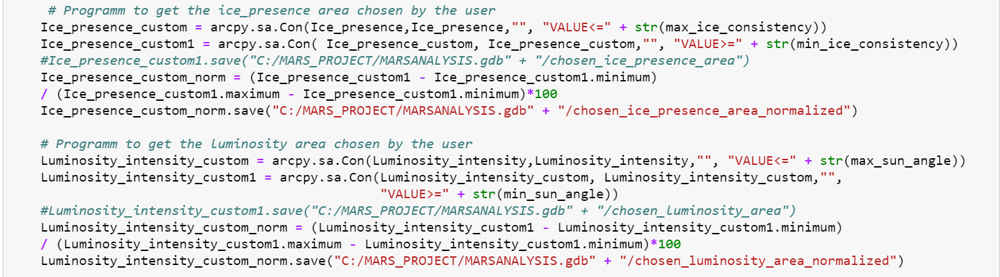 # Programm to get the ice_presence area chosen by the user
Ice_presence_custom = arcpy.sa.Con(Ice_presence,Ice_presence,"", "VALUE<=" + str(max_ice_consistency))
Ice_presence_custom1 = arcpy.sa.Con( Ice_presence_custom, Ice_presence_custom,"", "VALUE>=" + str(min_ice_consistency))
#Ice_presence_custom1.save("C:/MARS_PROJECT/MARSANALYSIS.gdb" + "/chosen_ice_presence_area")
Ice_presence_custom_norm = (Ice_presence_custom1 - Ice_presence_custom1.minimum)
/ (Ice_presence_custom1.maximum - Ice_presence_custom1.minimum)*100
Ice_presence_custom_norm.save("C:/MARS_PROJECT/MARSANALYSIS.gdb" + "/chosen_ice_presence_area_normalized")
# Programm to get the luminosity area chosen by the user
Luminosity_intensity_custom = arcpy.sa.Con(Luminosity_intensity,Luminosity_intensity,"", "VALUE<=" + str(max_sun_angle))
Luminosity_intensity_custom1 = arcpy.sa.Con(Luminosity_intensity_custom, Luminosity_intensity_custom,"",
"VALUE>=" + str(min_sun_angle))
#Luminosity_intensity_custom1.save("C:/MARS_PROJECT/MARSANALYSIS.gdb" + "/chosen_luminosity_area")
Luminosity_intensity_custom_norm = (Luminosity_intensity_custom1 - Luminosity_intensity_custom1.minimum)
/ (Luminosity_intensity_custom1.maximum - Luminosity_intensity_custom1.minimum)*100
Luminosity_intensity_custom_norm.save("C:/MARS_PROJECT/MARSANALYSIS.gdb" + "/chosen_luminosity_area_normalized")